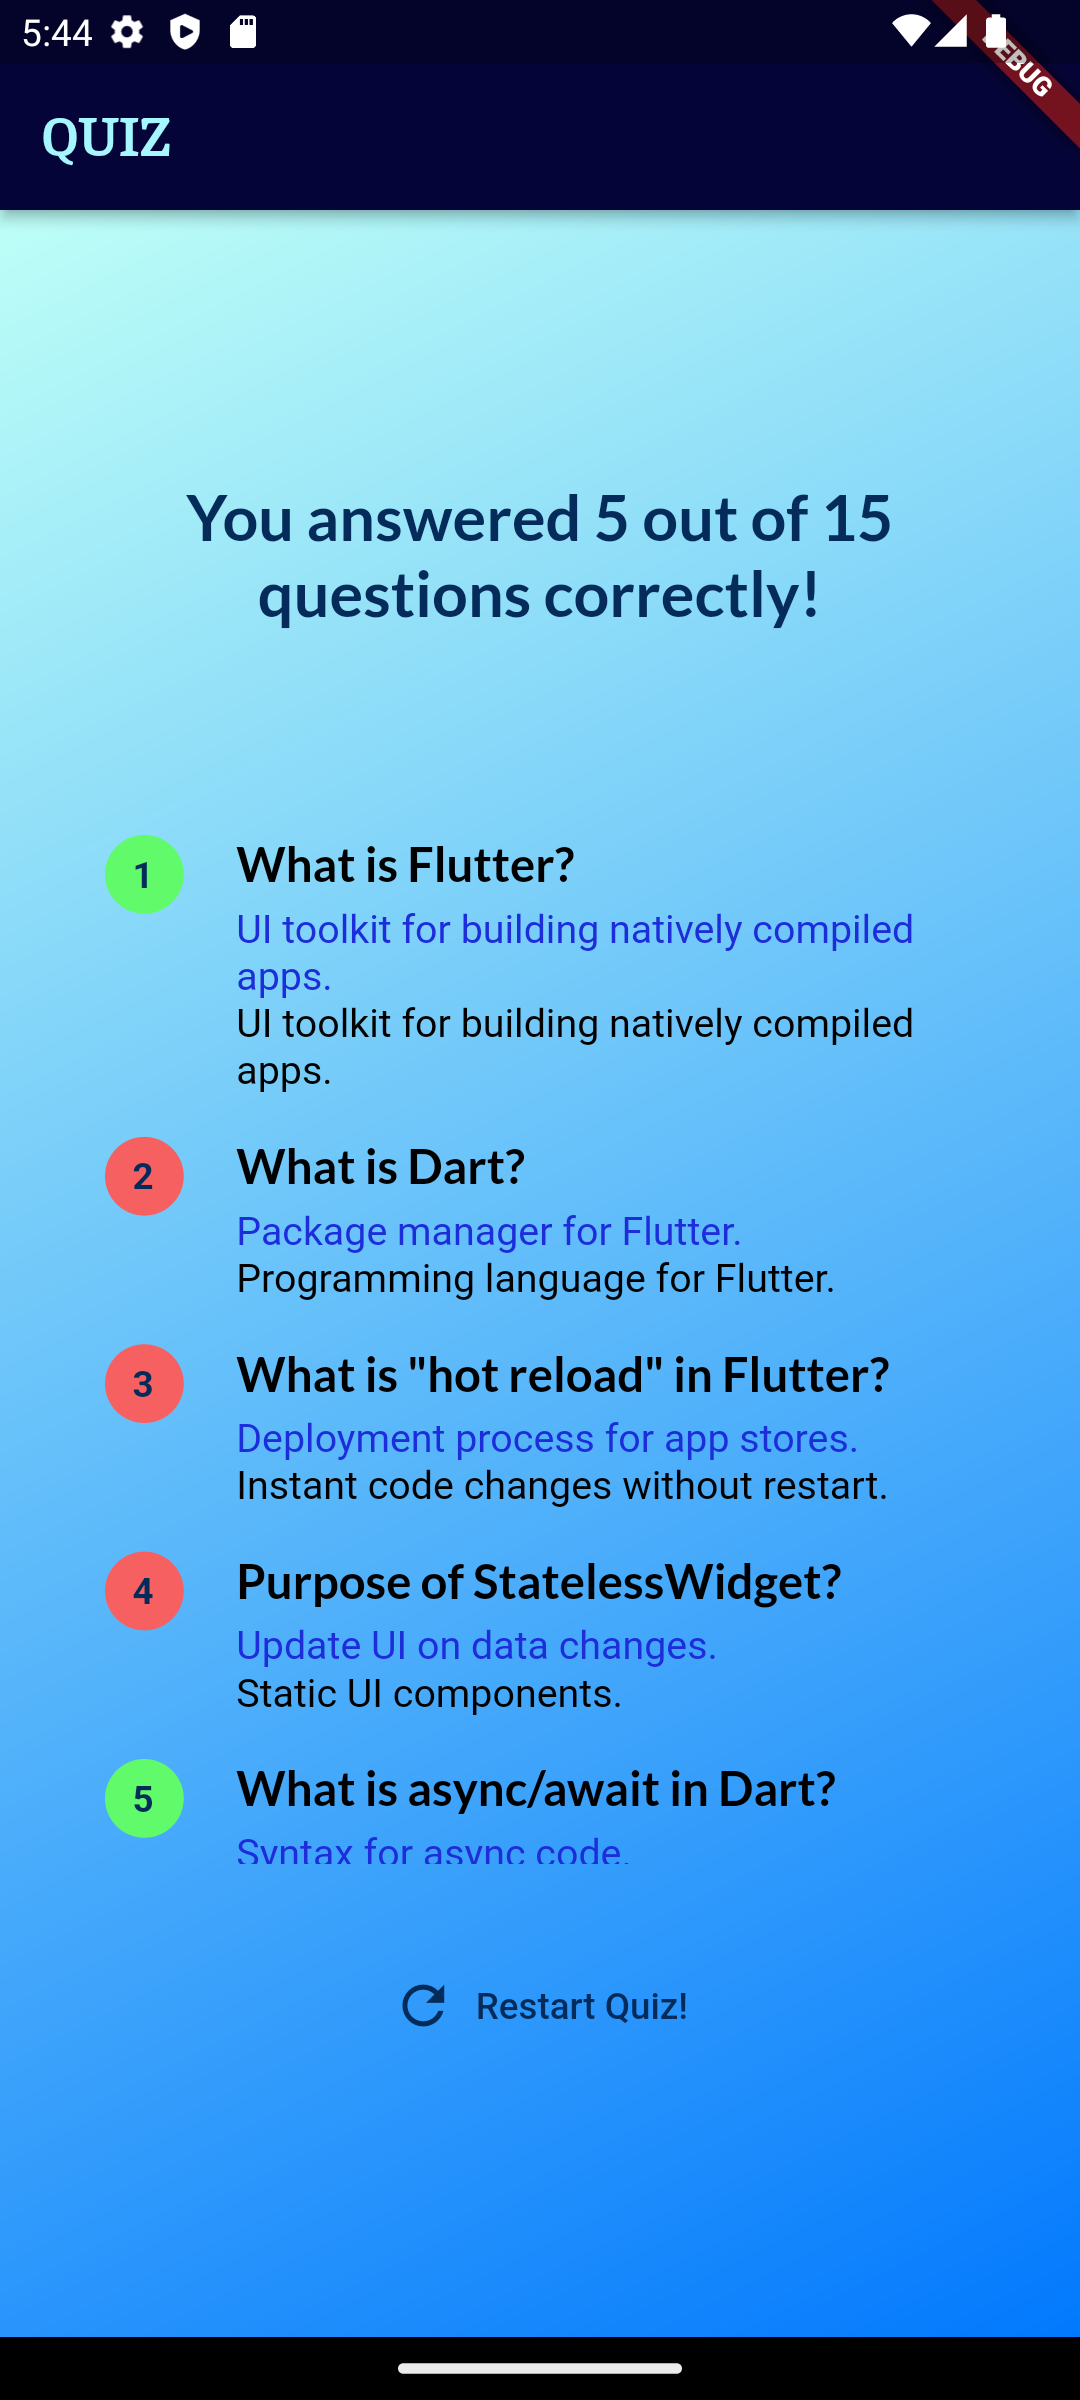 5:44
DEBUG
QUIZ
You answered 5 out of 15
questions correctly!
1
What is Flutter?
UI toolkit for building natively compiled
apps.
UI toolkit for building natively compiled
apps.
2
What is Dart?
Package manager for Flutter.
Programming language for Flutter.
3
What is "hot reload" in Flutter?
Deployment process for app stores.
Instant code changes without restart.
4
Purpose of StatelessWidget?
Update UI on data changes.
Static UI components.
5
What is async/await in Dart?
Syntax for async code.
Restart Quiz!